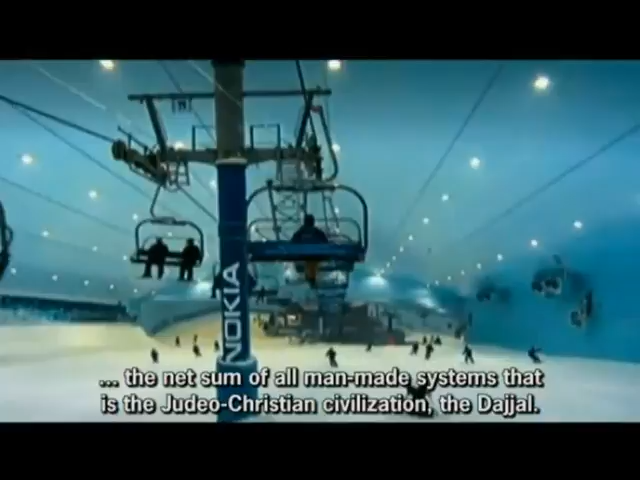 NOKIA
... the net sum of all man-made systems that
is the Judeo-Christian civilization, the Dajjal.